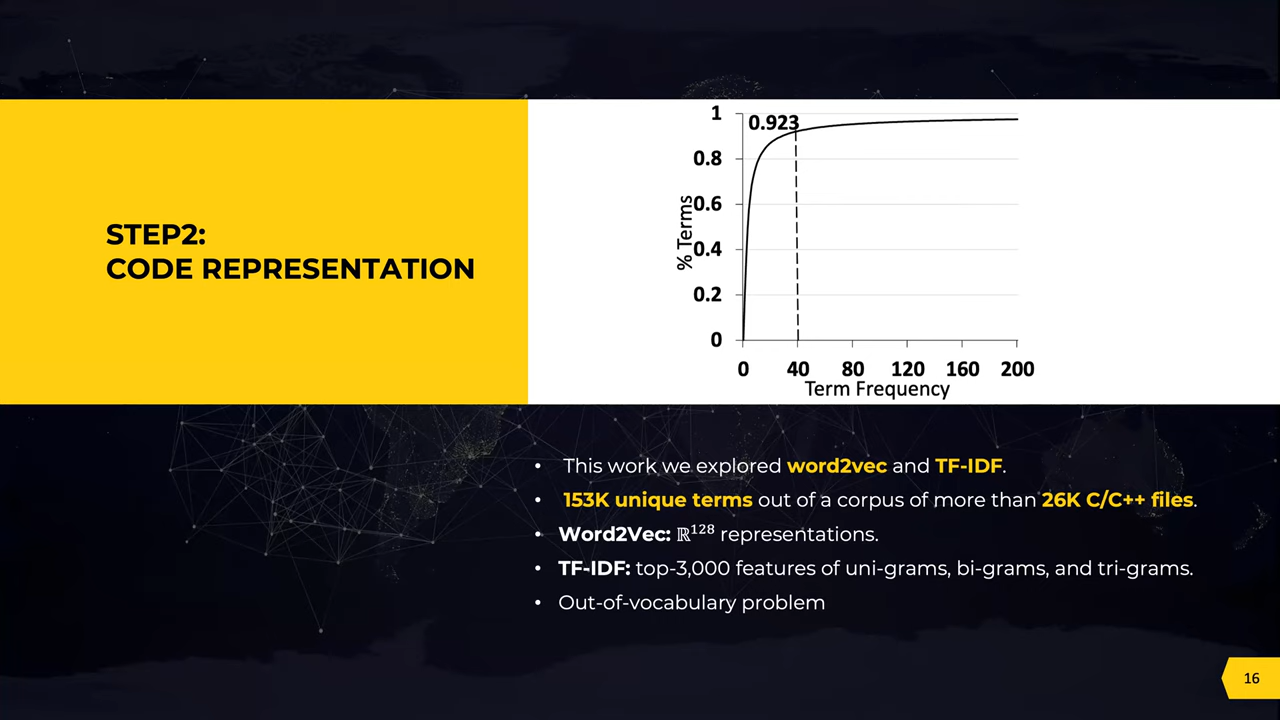 STEP2:
CODE REPRESENTATION
% Terms
1
0.923
0.8
0.6
0.4
0.2
0
0 40 80 120 160 200
Term Frequency
• This work we explored word2vec and TF-IDF.
• 153K unique terms out of a corpus of more than 26K C/C++ files.
• Word2Vec: ℝ¹²⁸ representations.
• TF-IDF: top-3,000 features of uni-grams, bi-grams, and tri-grams.
• Out-of-vocabulary problem
16